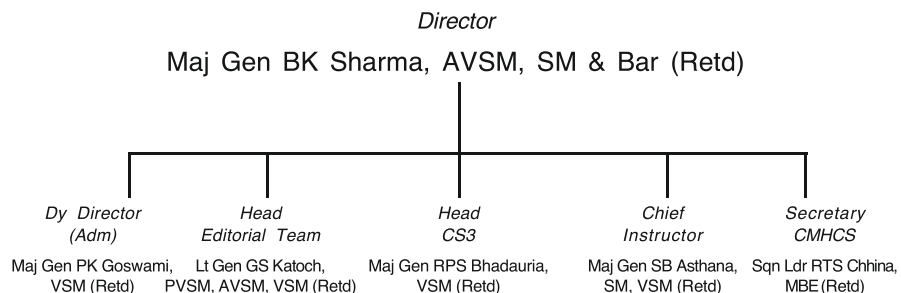 Director
Maj Gen BK Sharma, AVSM, SM & Bar (Retd)
Dy Director
(Adm)
Maj Gen PK Goswami,
VSM (Retd)
Head
Editorial Team
Lt Gen GS Katoch,
PVSM, AVSM, VSM (Retd)
Head
CS3
Maj Gen RPS Bhadauria,
VSM (Retd)
Chief
Instructor
Maj Gen SB Asthana,
SM, VSM (Retd)
Secretary
CMHCS
Sqn Ldr RTS Chhina,
MBE (Retd)